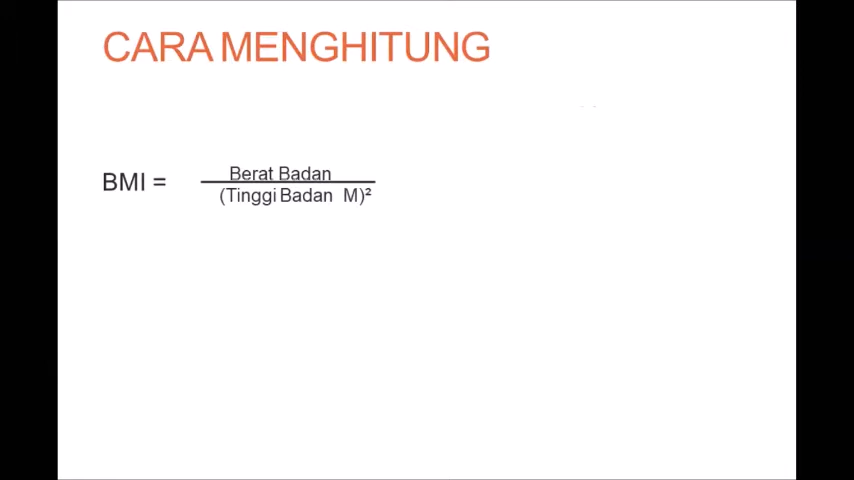 CARA MENGHITUNG
BMI =
Berat Badan
(Tinggi Badan M)²